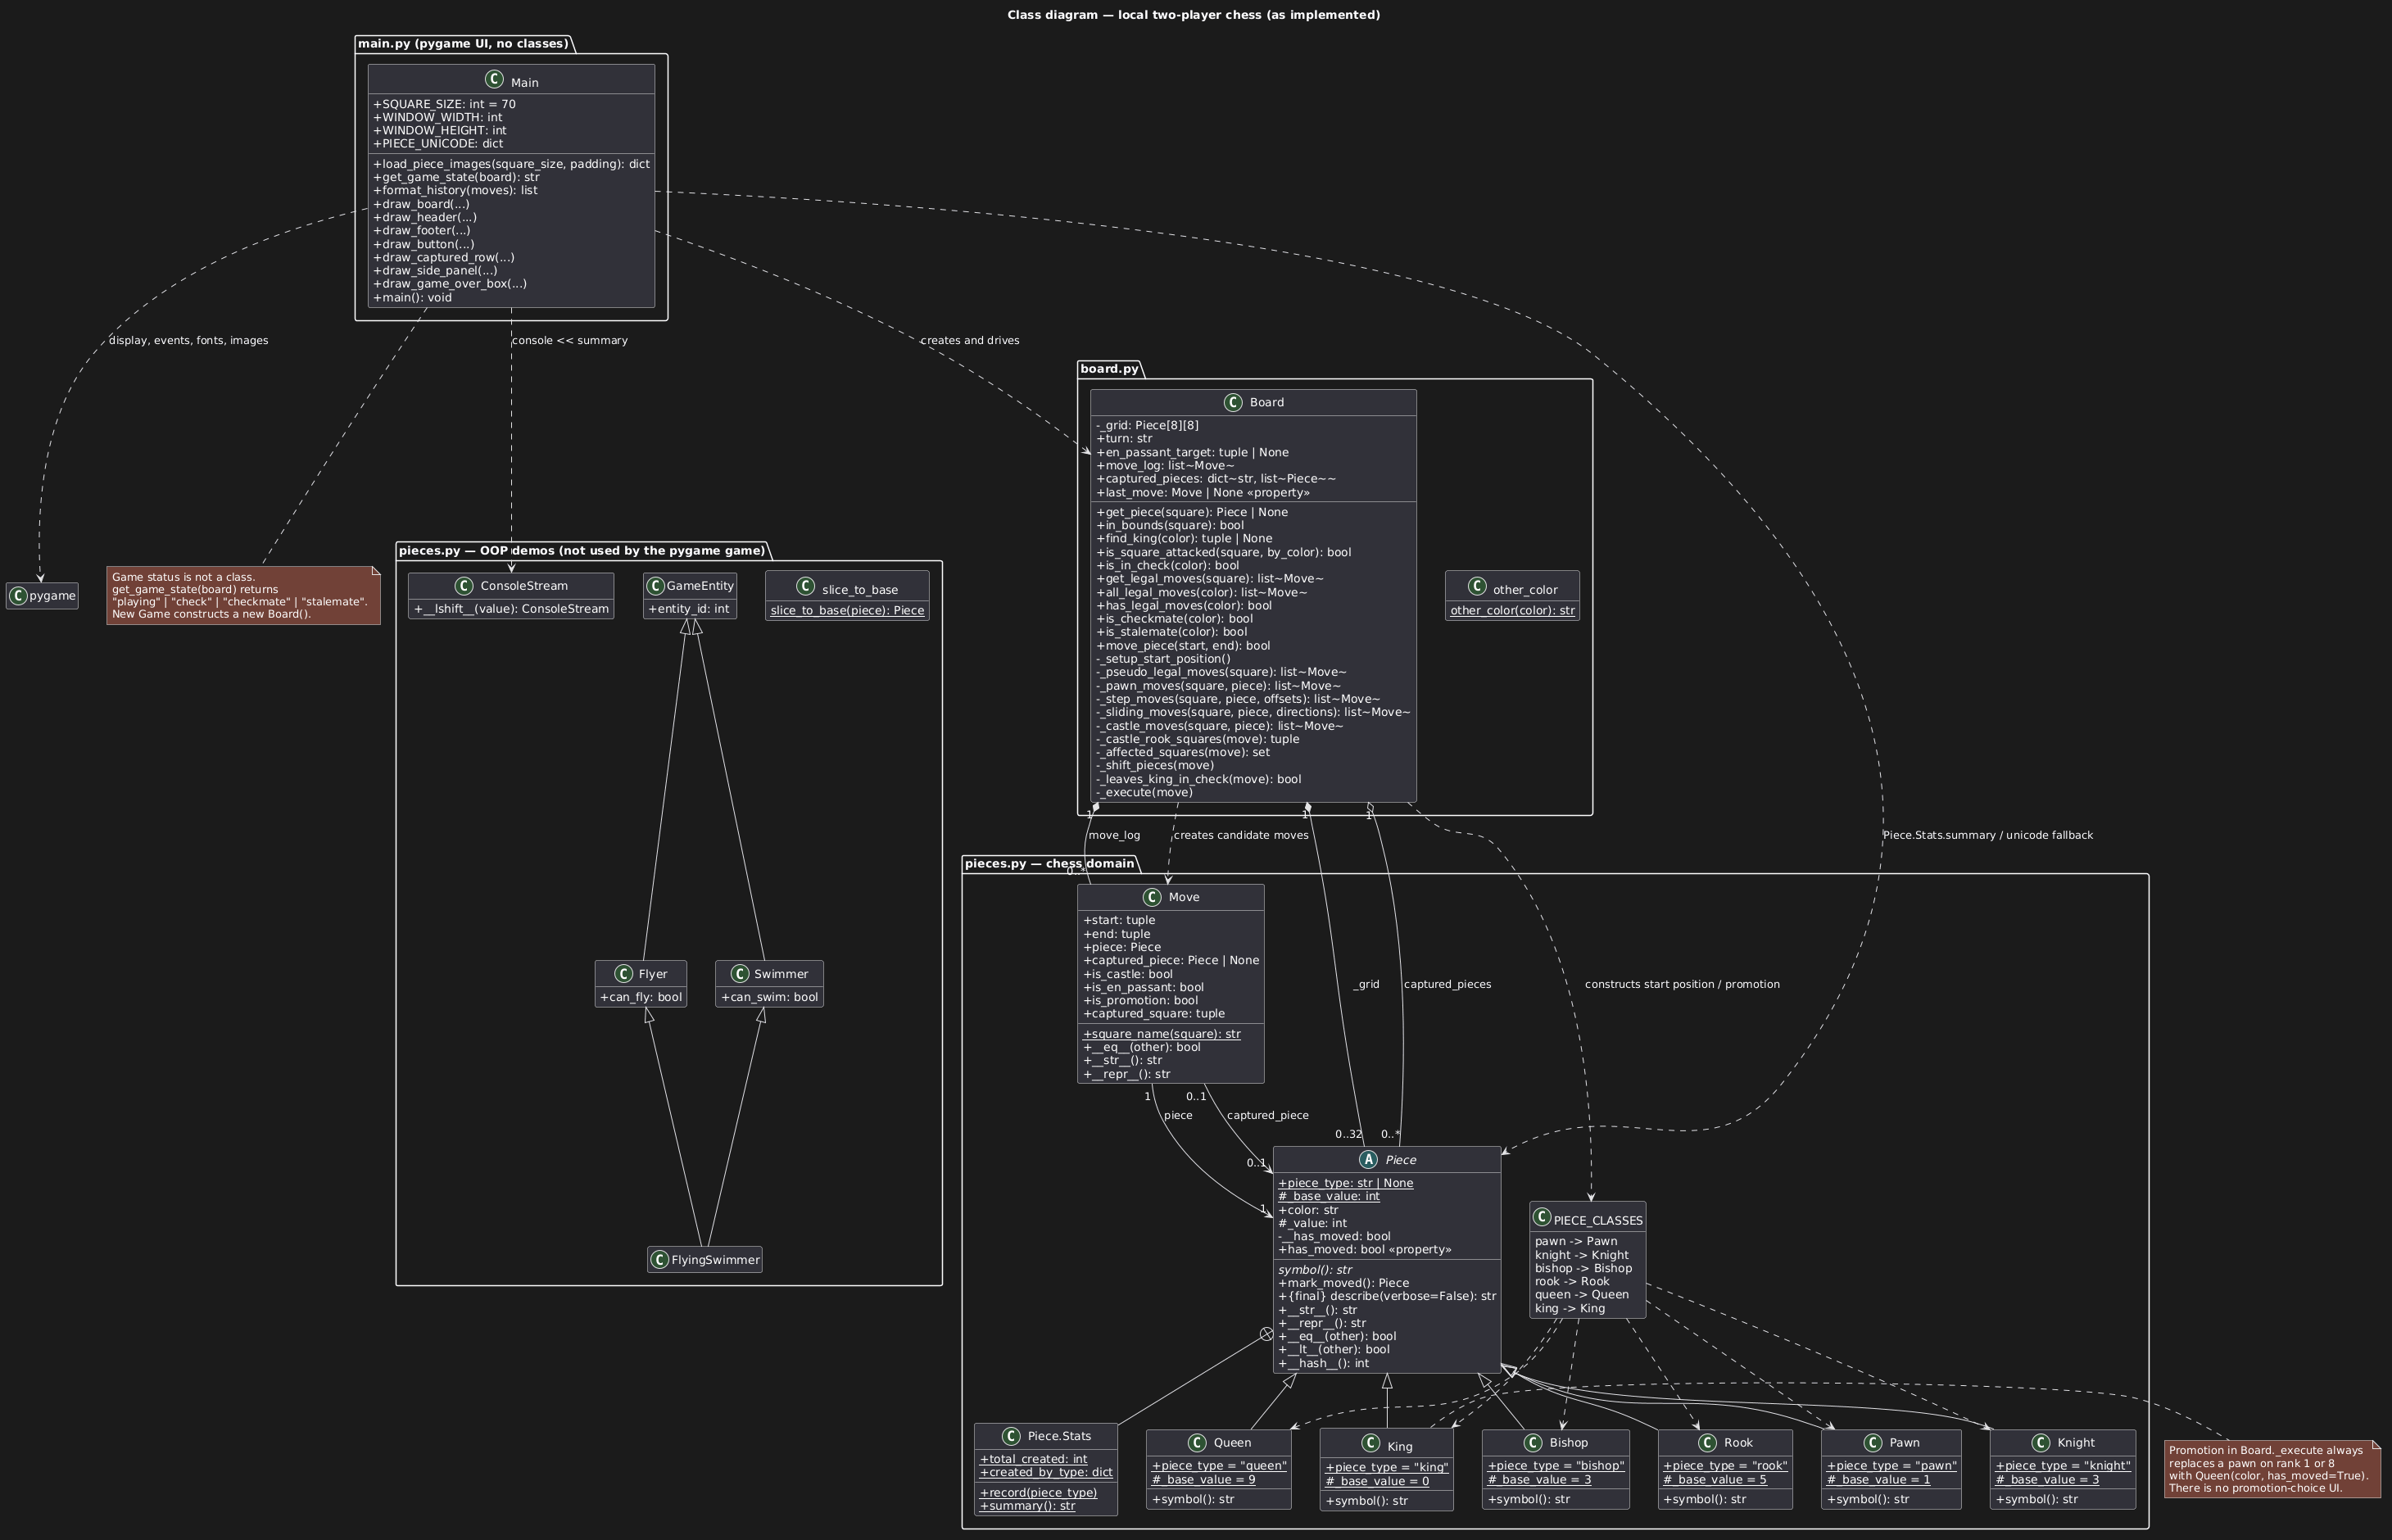 Class diagram — local two-player chess (as implemented)
main.py (pygame UI, no classes)
C Main
+SQUARE_SIZE: int = 70
+WINDOW_WIDTH: int
+WINDOW_HEIGHT: int
+PIECE_UNICODE: dict
+load_piece_images(square_size, padding): dict
+get_game_state(board): str
+format_history(moves): list
+draw_board(...)
+draw_header(...)
+draw_footer(...)
+draw_button(...)
+draw_captured_row(...)
+draw_side_panel(...)
+draw_game_over_box(...)
+main(): void
display, events, fonts, images
console << summary
creates and drives
C pygame
Game status is not a class.
get_game_state(board) returns
"playing" | "check" | "checkmate" | "stalemate".
New Game constructs a new Board().
pieces.py — OOP demos (not used by the pygame game)
C ConsoleStream
+__lshift__(value): ConsoleStream
C GameEntity
+entity_id: int
C slice_to_base
slice_to_base(piece): Piece
C Flyer
+can_fly: bool
C Swimmer
+can_swim: bool
C FlyingSwimmer
board.py
C Board
-_grid: Piece[8][8]
+turn: str
+en_passant_target: tuple | None
+move_log: list~Move~
+captured_pieces: dict~str, list~Piece~~
+last_move: Move | None «property»
+get_piece(square): Piece | None
+in_bounds(square): bool
+find_king(color): tuple | None
+is_square_attacked(square, by_color): bool
+is_in_check(color): bool
+get_legal_moves(square): list~Move~
+all_legal_moves(color): list~Move~
+has_legal_moves(color): bool
+is_checkmate(color): bool
+is_stalemate(color): bool
+move_piece(start, end): bool
-_setup_start_position()
-_pseudo_legal_moves(square): list~Move~
-_pawn_moves(square, piece): list~Move~
-_step_moves(square, piece, offsets): list~Move~
-_sliding_moves(square, piece, directions): list~Move~
-_castle_moves(square, piece): list~Move~
-_castle_rook_squares(move): tuple
-_affected_squares(move): set
-_shift_pieces(move)
-_leaves_king_in_check(move): bool
-_execute(move)
C other_color
other_color(color): str
1
1
1
move_log
creates candidate moves
Piece.Stats.summary / unicode fallback
pieces.py — chess domain
0..*
C Move
+start: tuple
+end: tuple
+piece: Piece
+captured_piece: Piece | None
+is_castle: bool
+is_en_passant: bool
+is_promotion: bool
+captured_square: tuple
+square_name(square): str
+__eq__(other): bool
+__str__(): str
+__repr__(): str
_grid
captured_pieces
constructs start position / promotion
1
0..1
piece
captured_piece
0..32
0..*
0..1
1
A Piece
+piece_type: str | None
#_base_value: int
+color: str
#_value: int
-__has_moved: bool
+has_moved: bool «property»
symbol(): str
+mark_moved(): Piece
+{final} describe(verbose=False): str
+__str__(): str
+__repr__(): str
+__eq__(other): bool
+__lt__(other): bool
+__hash__(): int
C PIECE_CLASSES
pawn -> Pawn
knight -> Knight
bishop -> Bishop
rook -> Rook
queen -> Queen
king -> King
C Piece.Stats
+total_created: int
+created_by_type: dict
+record(piece_type)
+summary(): str
C Queen
+piece_type = "queen"
#_base_value = 9
+symbol(): str
C King
+piece_type = "king"
#_base_value = 0
+symbol(): str
C Bishop
+piece_type = "bishop"
#_base_value = 3
+symbol(): str
C Rook
+piece_type = "rook"
#_base_value = 5
+symbol(): str
C Pawn
+piece_type = "pawn"
#_base_value = 1
+symbol(): str
C Knight
+piece_type = "knight"
#_base_value = 3
+symbol(): str
Promotion in Board._execute always
replaces a pawn on rank 1 or 8
with Queen(color, has_moved=True).
There is no promotion-choice UI.